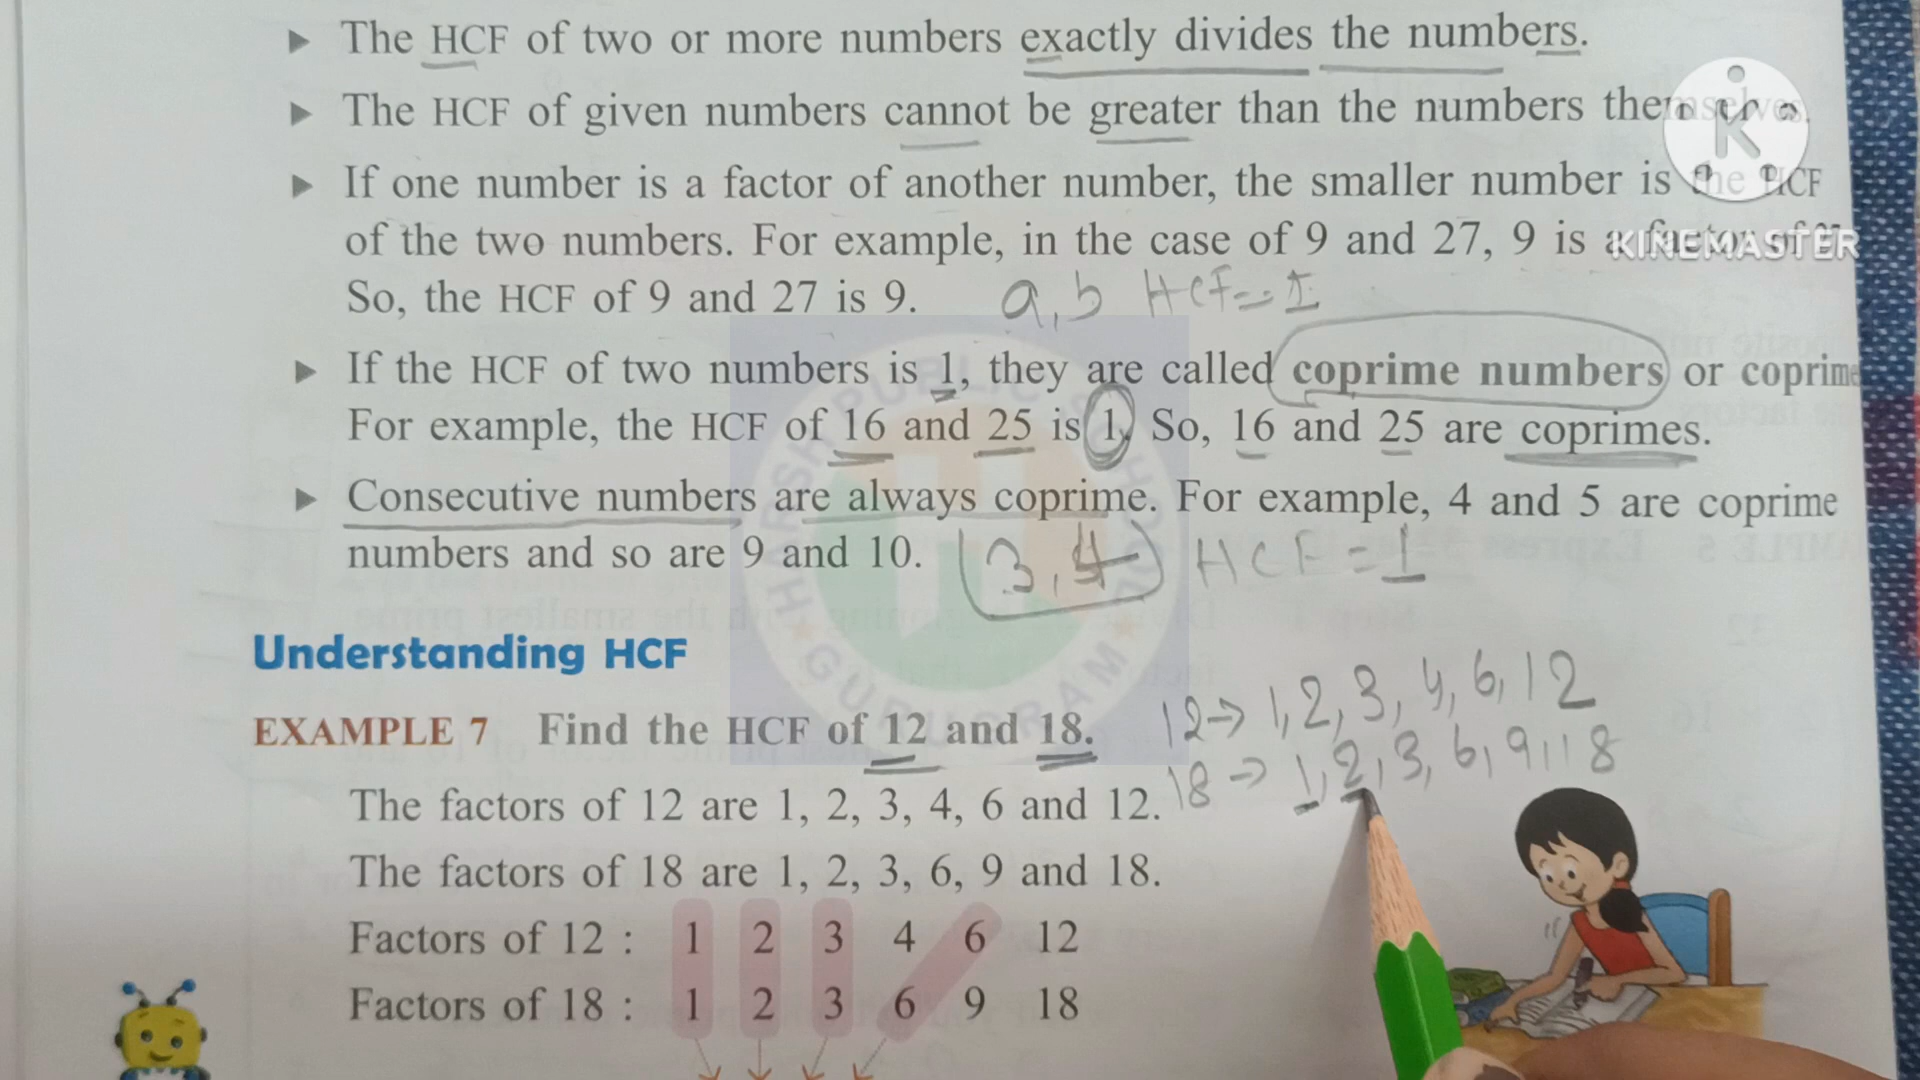 ▶ The HCF of two or more numbers exactly divides the numbers.
▶ The HCF of given numbers cannot be greater than the numbers themselves.
▶ If one number is a factor of another number, the smaller number is the HCF
of the two numbers. For example, in the case of 9 and 27, 9 is a factor of
KINEMASTER
So, the HCF of 9 and 27 is 9.
a, b HCF = 1
▶ If the HCF of two numbers is 1, they are called coprime numbers or coprime
For example, the HCF of 16 and 25 is 1. So, 16 and 25 are coprimes.
▶ Consecutive numbers are always coprime. For example, 4 and 5 are coprime
numbers and so are 9 and 10.
(3, 4) HCF = 1
Understanding HCF
EXAMPLE 7 Find the HCF of 12 and 18.
12 → 1, 2, 3, 4, 6, 12
18 → 1, 2, 3, 6, 9, 18
The factors of 12 are 1, 2, 3, 4, 6 and 12.
The factors of 18 are 1, 2, 3, 6, 9 and 18.
Factors of 12 : 1 2 3 4 6 12
Factors of 18 : 1 2 3 6 9 18
K
GURUGRAM